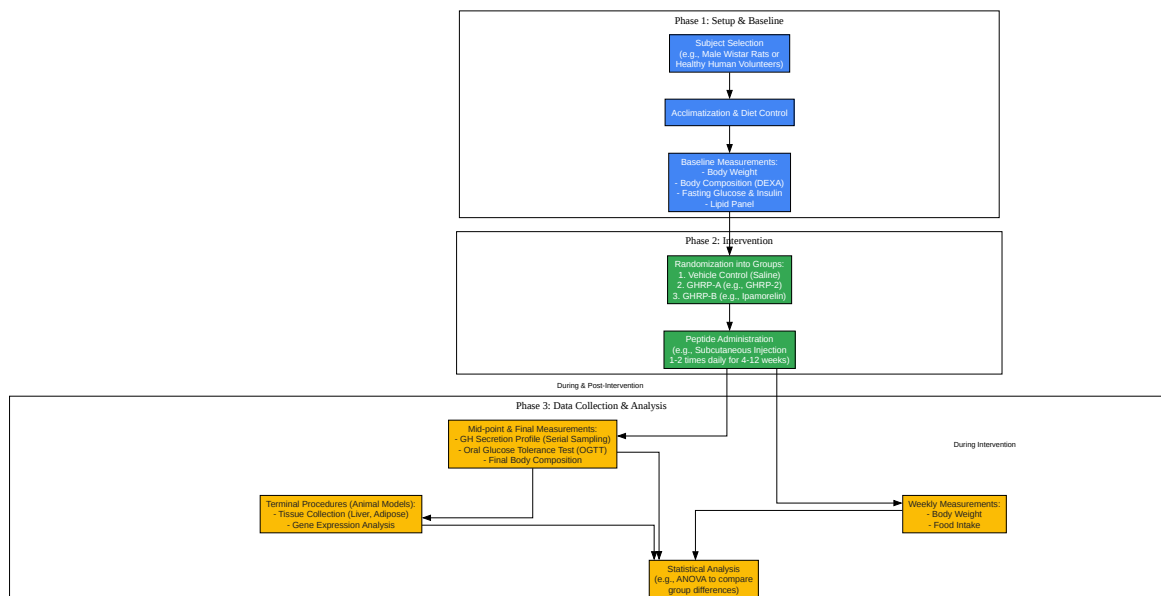 Phase 1: Setup & Baseline
Subject Selection
(e.g., Male Wistar Rats or
Healthy Human Volunteers)
Acclimatization & Diet Control
Baseline Measurements:
- Body Weight
- Body Composition (DEXA)
- Fasting Glucose & Insulin
- Lipid Panel
Phase 2: Intervention
Randomization into Groups:
1. Vehicle Control (Saline)
2. GHRP-A (e.g., GHRP-2)
3. GHRP-B (e.g., Ipamorelin)
Peptide Administration
(e.g., Subcutaneous Injection
1-2 times daily for 4-12 weeks)
During & Post-Intervention
Phase 3: Data Collection & Analysis
Mid-point & Final Measurements:
- GH Secretion Profile (Serial Sampling)
- Oral Glucose Tolerance Test (OGTT)
- Final Body Composition
During Intervention
Terminal Procedures (Animal Models):
- Tissue Collection (Liver, Adipose)
- Gene Expression Analysis
Weekly Measurements:
- Body Weight
- Food Intake
Statistical Analysis
(e.g., ANOVA to compare
group differences)